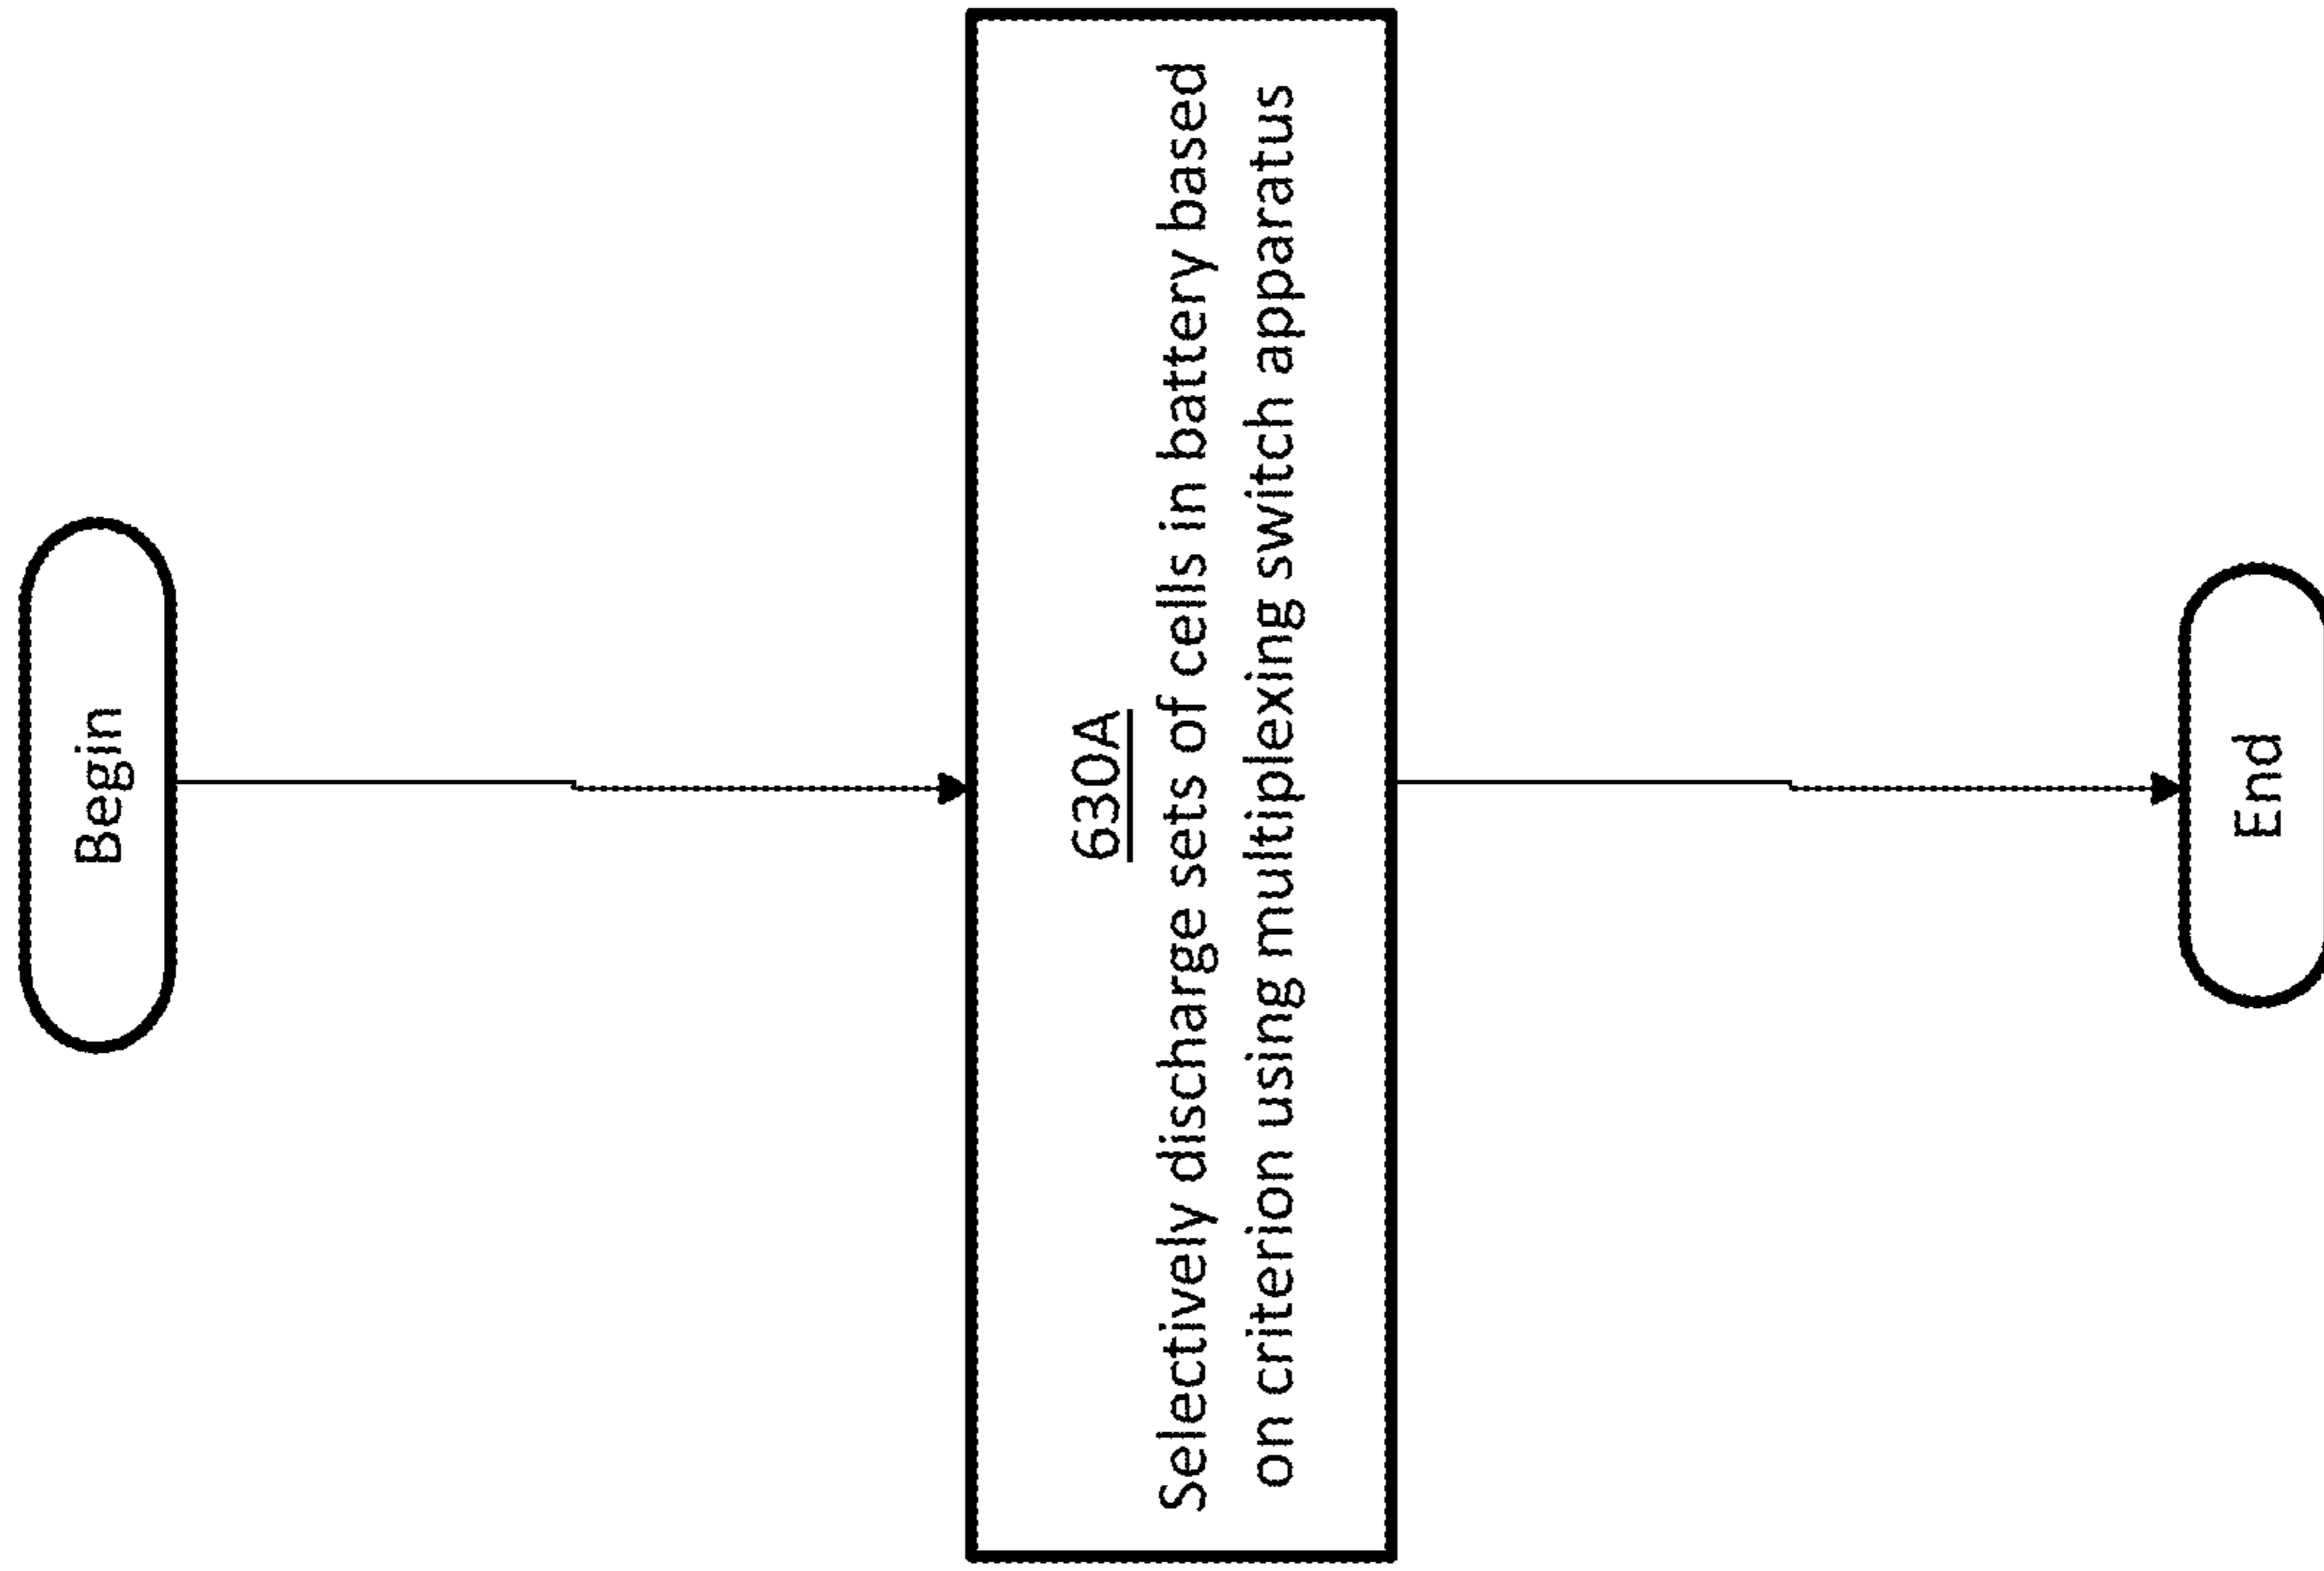 Begin
630A
Selectively discharge sets of cells in battery based
on criterion using multiplexing switch apparatus
End